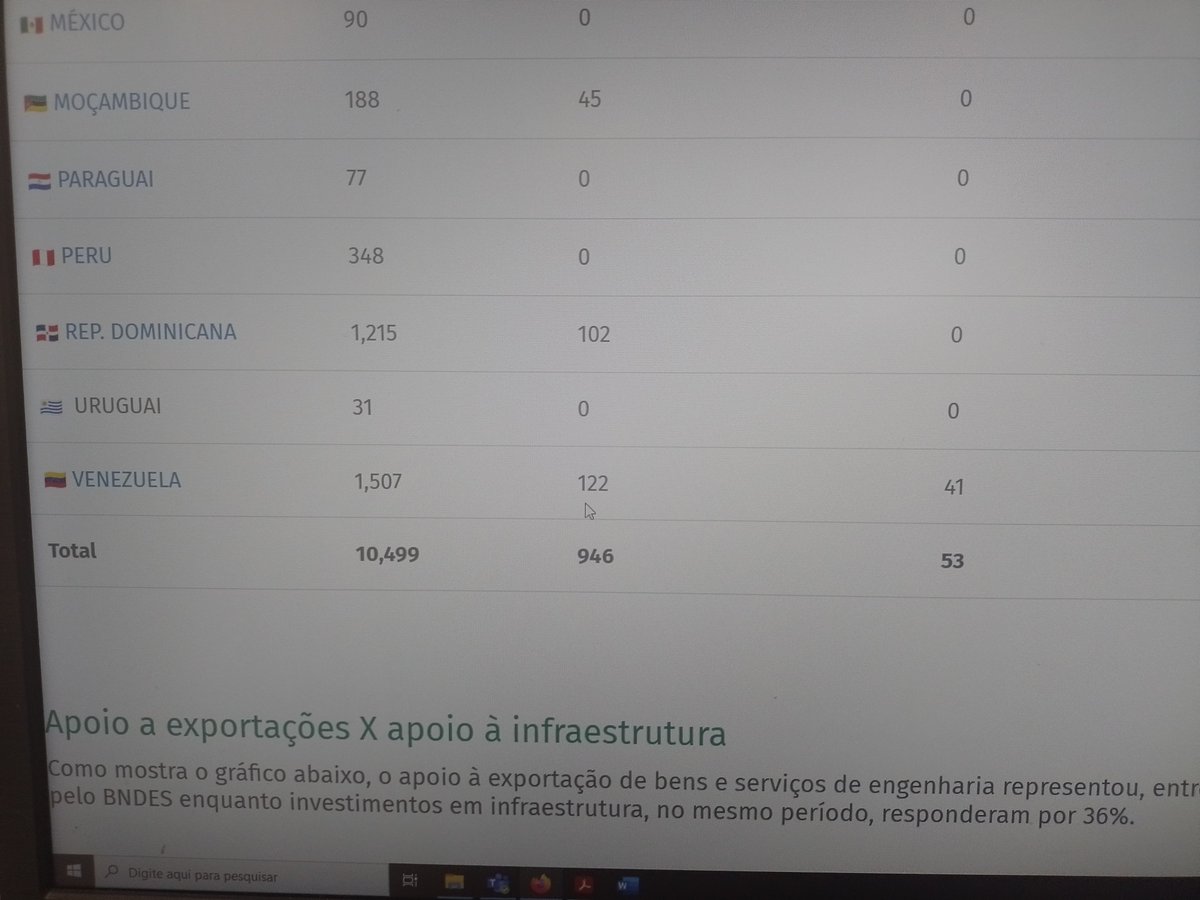 MÉXICO 90 0 0
MOÇAMBIQUE 188 45 0
PARAGUAI 77 0 0
PERU 348 0 0
REP. DOMINICANA 1,215 102 0
URUGUAI 31 0 0
VENEZUELA 1,507 122 41
Total 10,499 946 53
Apoio a exportações X apoio à infraestrutura
Como mostra o gráfico abaixo, o apoio à exportação de bens e serviços de engenharia representou, entr
pelo BNDES enquanto investimentos em infraestrutura, no mesmo período, responderam por 36%.
Digite aqui para pesquisar